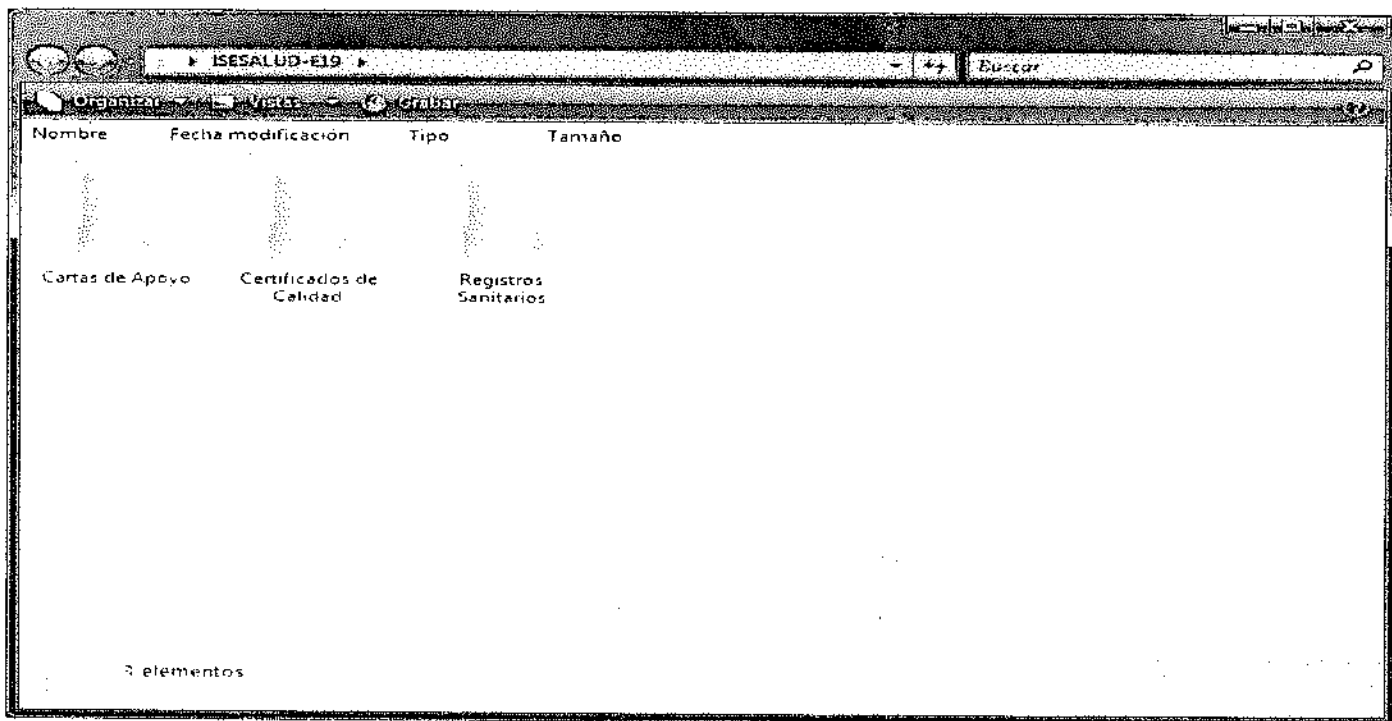 ISESALUD-E19
Buscar
Organizar Vistas Grabar
Nombre Fecha modificación Tipo Tamaño
Cartas de Apoyo Certificados de Calidad Registros Sanitarios
3 elementos